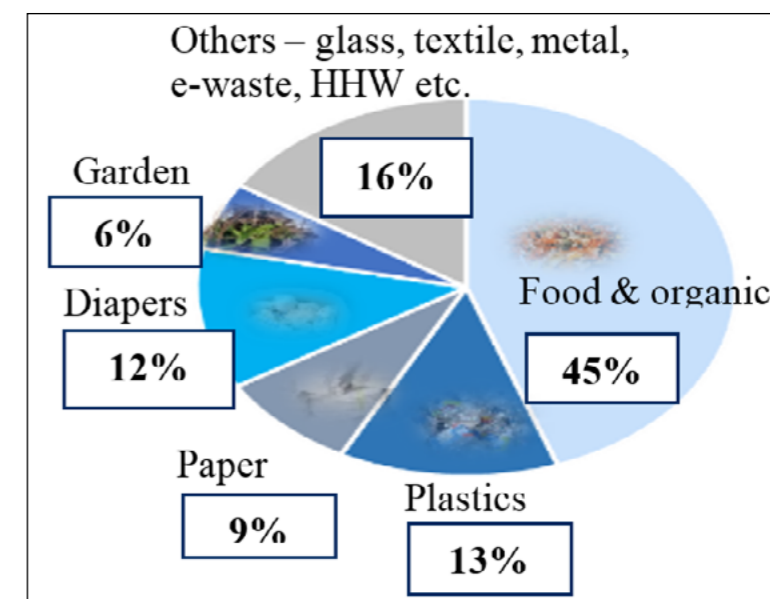 Others – glass, textile, metal,
e-waste, HHW etc.
16%
Garden
6%
Diapers
12%
Paper
9%
Plastics
13%
Food & organic
45%